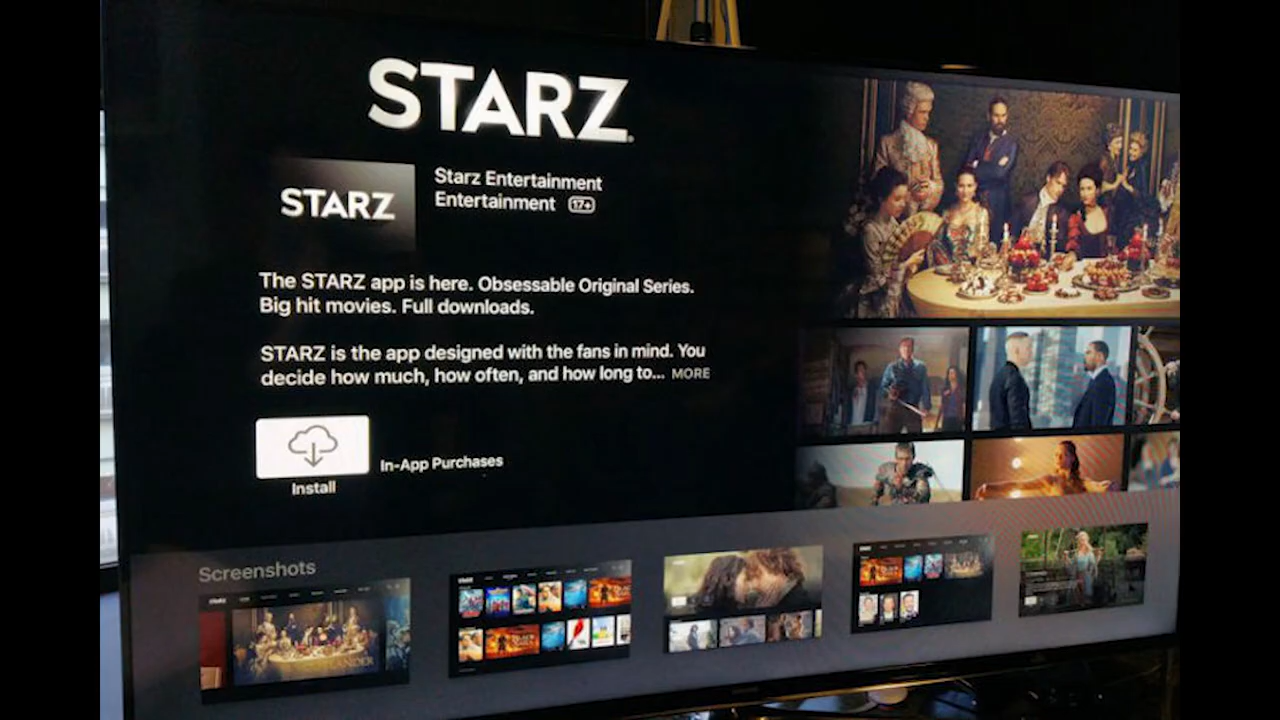 STARZ
STARZ
Starz Entertainment
Entertainment 17+
The STARZ app is here. Obsessable Original Series.
Big hit movies. Full downloads.
STARZ is the app designed with the fans in mind. You
decide how much, how often, and how long to... MORE
In-App Purchases
Install
Screenshots